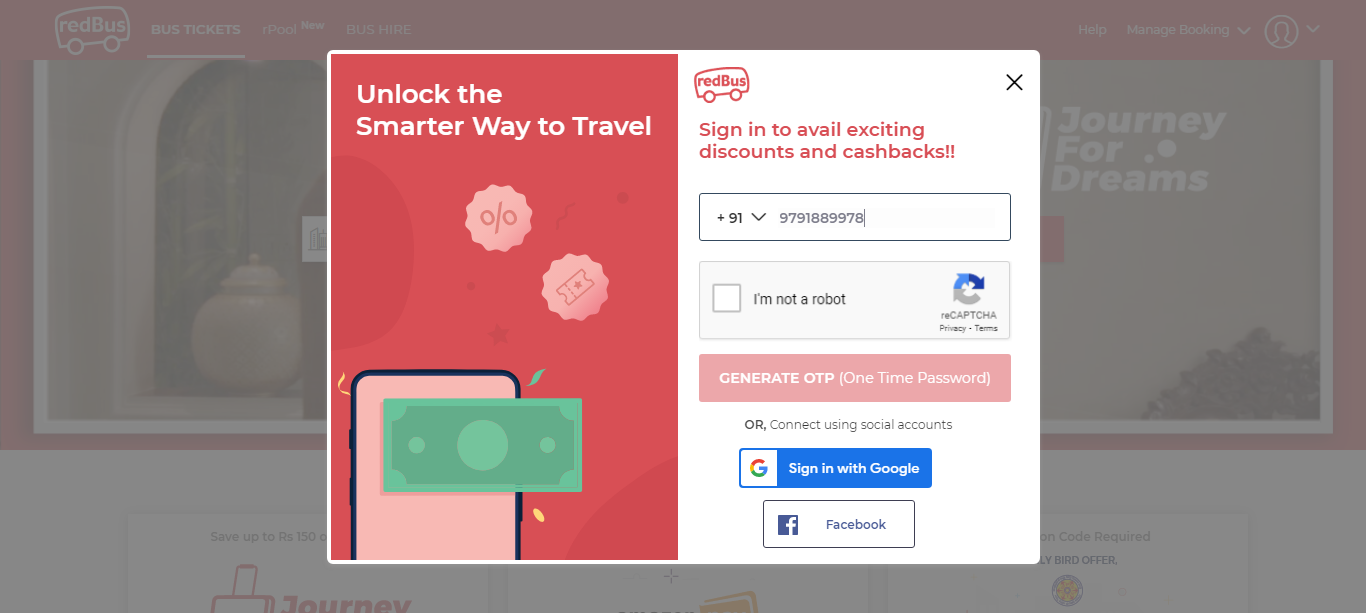 redBus
BUS TICKETS
rPool New
BUS HIRE
Help
Manage Booking
Unlock the
Smarter Way to Travel
%
redBus
Sign in to avail exciting
discounts and cashbacks!!
+ 91 9791889978
I'm not a robot
reCAPTCHA
Privacy - Terms
GENERATE OTP (One Time Password)
OR, Connect using social accounts
Sign in with Google
Facebook
Journey
For
Dreams
Save up to Rs 150 o
Journey
on Code Required
LY BIRD OFFER.